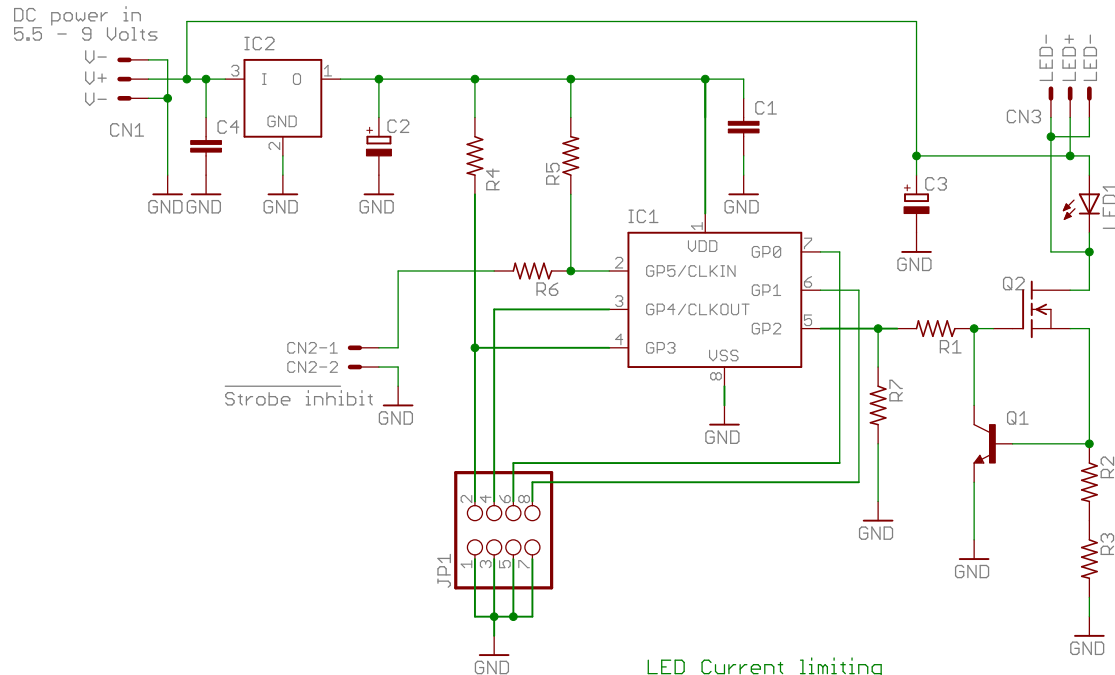 DC power in
5.5 - 9 Volts
V-
V+
V-
CN1
IC2
3
I
O
1
GND
2
C4
C2
+
R4
R5
C1
GND
GND
GND
GND
GND
LED-
LED+
LED-
CN3
C3
+
GND
LED1
IC1
1
VDD
2
GP5/CLKIN
3
GP4/CLKOUT
4
GP3
GP0
7
GP1
6
GP2
5
VSS
8
GND
R6
CN2-1
CN2-2
Strobe inhibit
GND
R7
GND
R1
Q2
Q1
GND
R2
R3
GND
JP1
2
4
6
8
1
3
5
7
GND
LED Current limiting